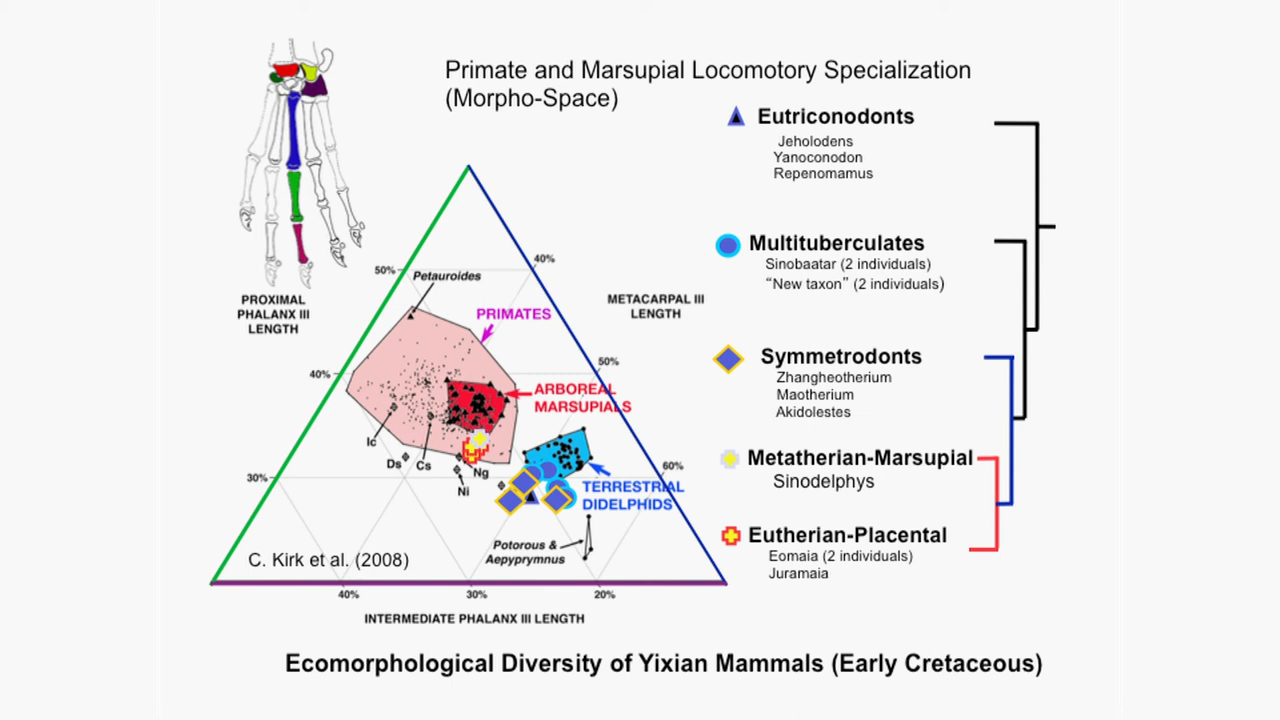 Primate and Marsupial Locomotory Specialization
(Morpho-Space)
Eutriconodonts
Jeholodens
Yanoconodon
Repenomamus
Multituberculates
Sinobaatar (2 individuals)
“New taxon” (2 individuals)
Symmetrodonts
Zhangheotherium
Maotherium
Akidolestes
Metatherian-Marsupial
Sinodelphys
Eutherian-Placental
Eomaia (2 individuals)
Juramaia
PROXIMAL
PHALANX III
LENGTH
METACARPAL III
LENGTH
50%
40%
30%
40%
50%
60%
Petauroides
PRIMATES
ARBOREAL
MARSUPIALS
Ic
Ds
Cs
Ng
Ni
TERRESTRIAL
DIDELPHIDS
Potorous &
Aepyprymnus
C. Kirk et al. (2008)
40%
30%
20%
INTERMEDIATE PHALANX III LENGTH
Ecomorphological Diversity of Yixian Mammals (Early Cretaceous)